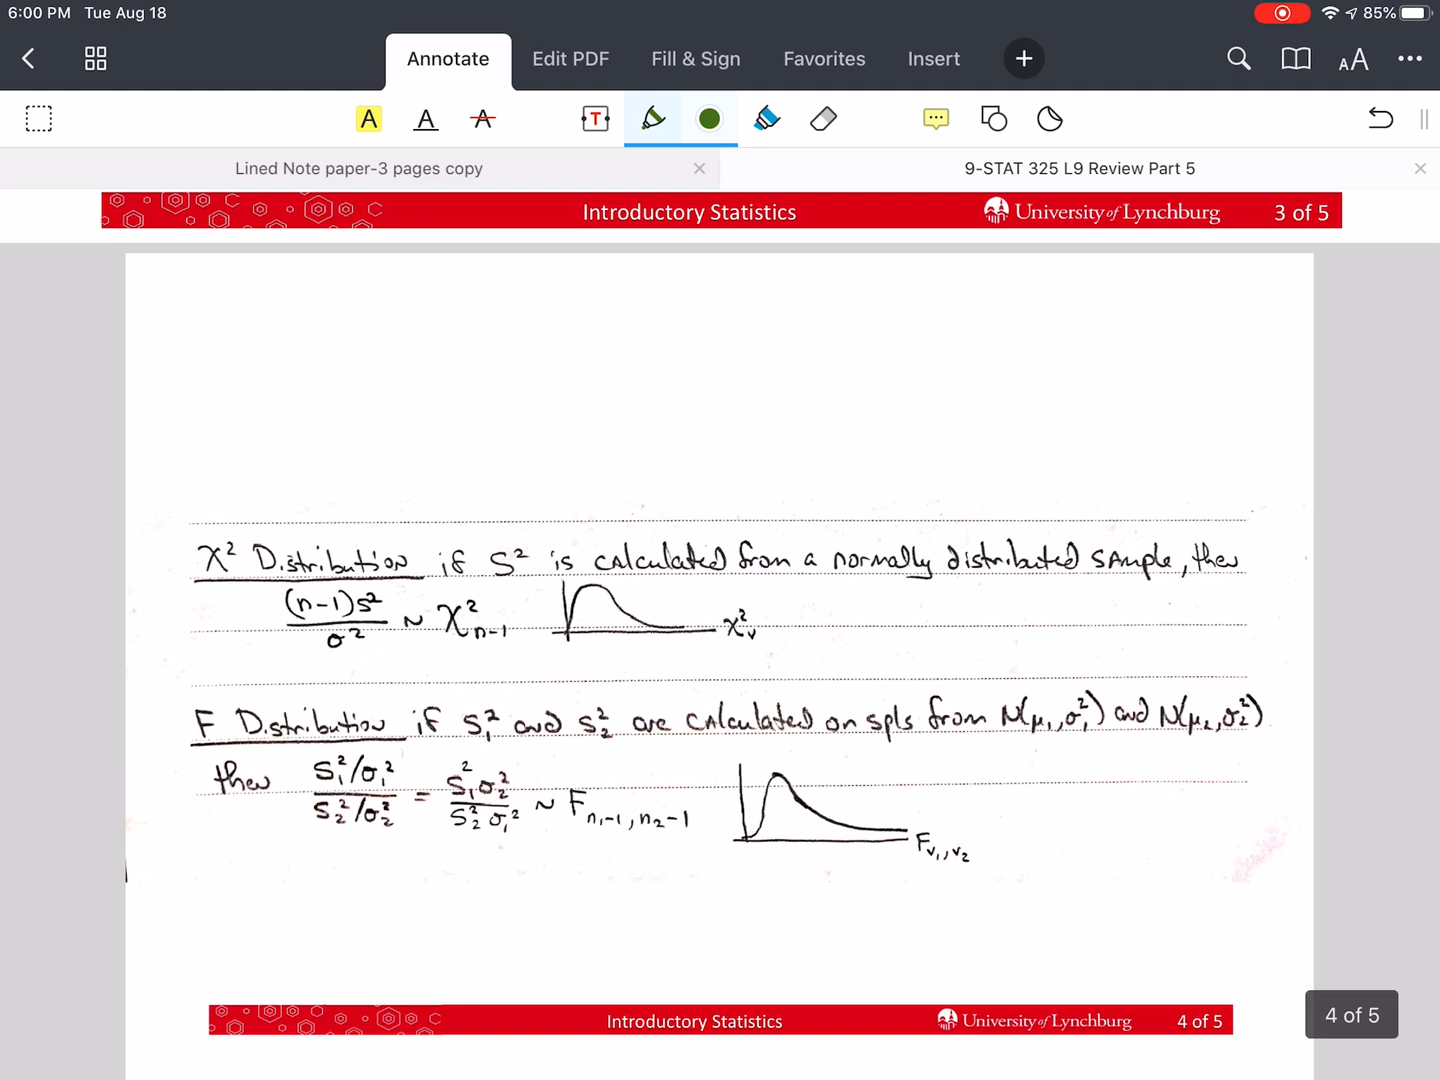 6:00 PM Tue Aug 18 85%
Annotate Edit PDF Fill & Sign Favorites Insert
A A A T
Lined Note paper-3 pages copy 9-STAT 325 L9 Review Part 5
Introductory Statistics University of Lynchburg 3 of 5
χ² Distribution if S² is calculated from a normally distributed sample, then
(n-1)S²/σ² ~ χ²ₙ₋₁ χ²ᵥ
F Distribution if S₁² and S₂² are calculated on spls from N(μ₁,σ₁²) and N(μ₂,σ₂²)
then (S₁²/σ₁²)/(S₂²/σ₂²) = S₁²σ₂²/S₂²σ₁² ~ F n₁-1, n₂-1 F v₁,v₂
Introductory Statistics University of Lynchburg 4 of 5
4 of 5